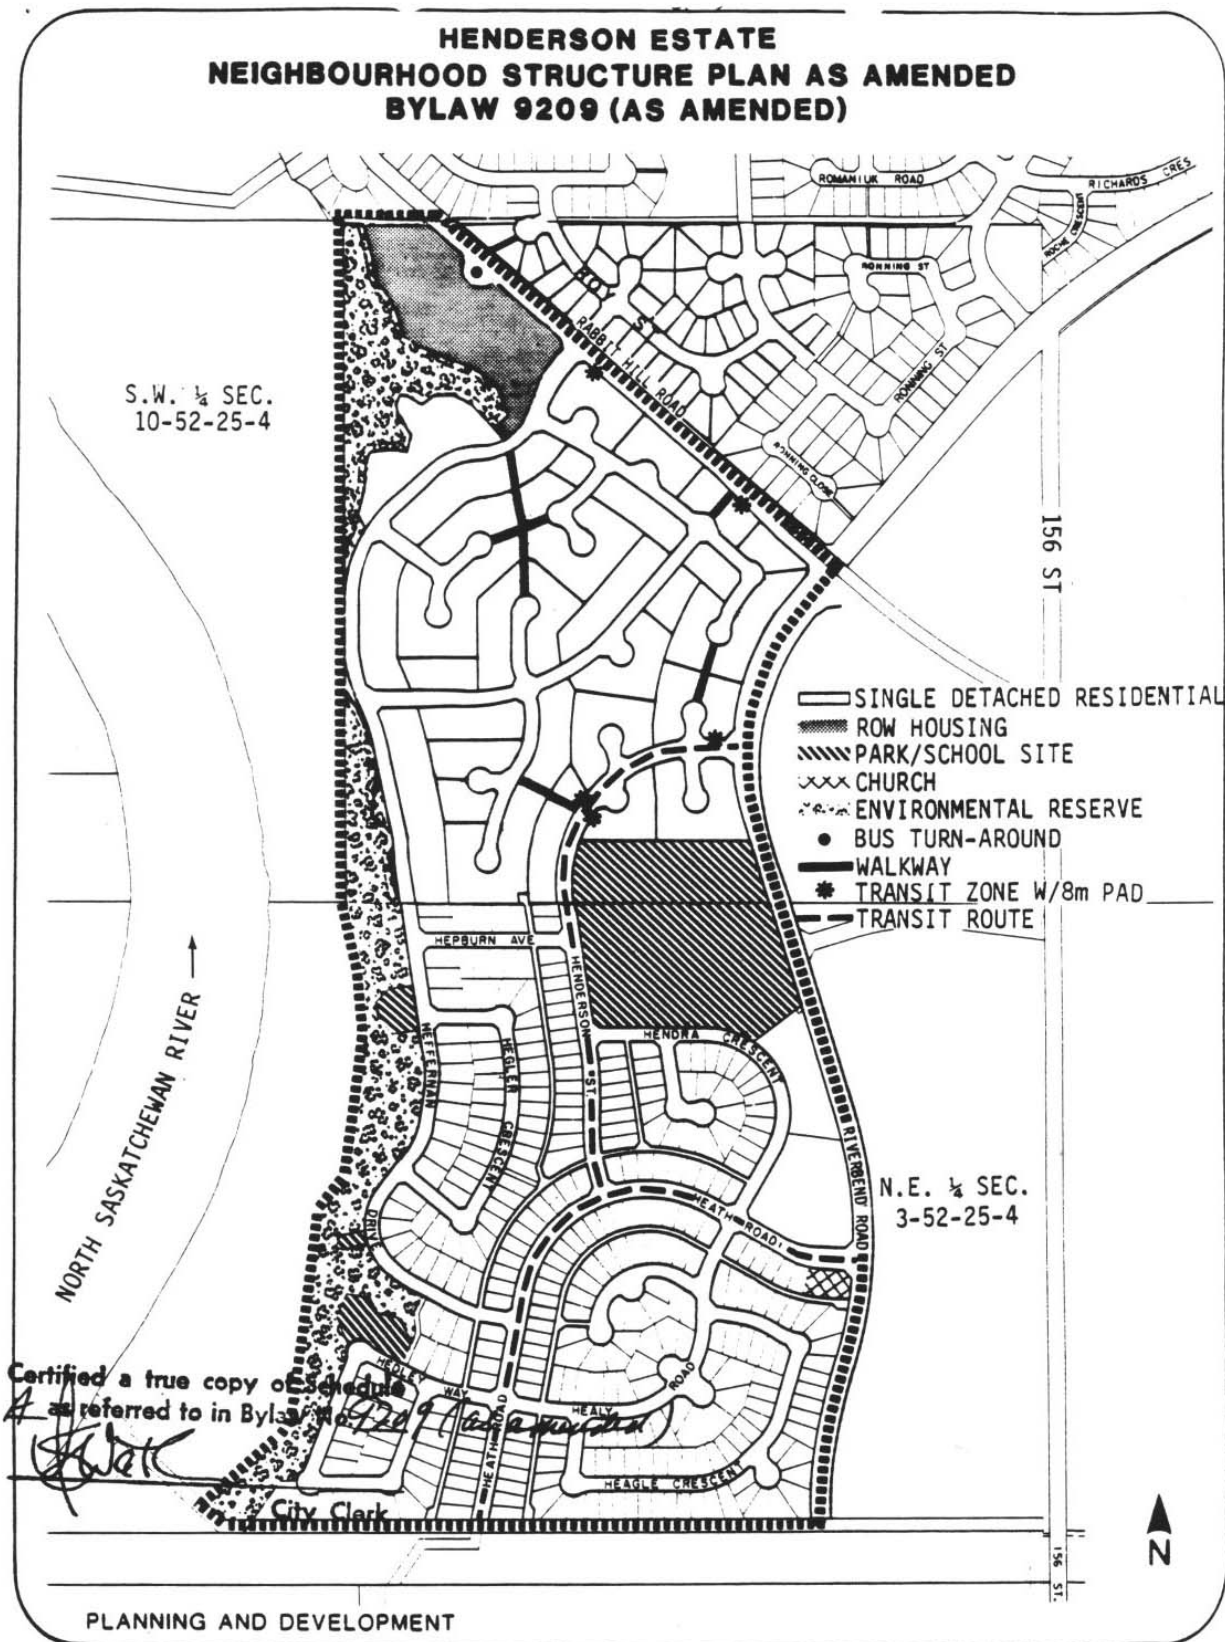 HENDERSON ESTATE
NEIGHBOURHOOD STRUCTURE PLAN AS AMENDED
BYLAW 9209 (AS AMENDED)
ROMANIUK ROAD
RICHARDS CRES
ROCHE CRESCENT
RONNING ST
HOY ST
RABBIT HILL ROAD
RONNING ST
RONNING CLOSE
S.W. ¼ SEC.
10-52-25-4
156 ST
SINGLE DETACHED RESIDENTIAL
ROW HOUSING
PARK/SCHOOL SITE
CHURCH
ENVIRONMENTAL RESERVE
BUS TURN-AROUND
WALKWAY
TRANSIT ZONE W/8m PAD
TRANSIT ROUTE
HEPBURN AVE
HENDERSON ST.
NORTH SASKATCHEWAN RIVER
HENDRA CRESCENT
HEFFERNAN DRIVE
HEGLER CRESCENT
RIVERBEND ROAD
N.E. ¼ SEC.
3-52-25-4
HEATH ROAD
HEDLEY WAY
HEALY ROAD
HEATH ROAD
HEAGLE CRESCENT
Certified a true copy of Schedule
A as referred to in Bylaw No. 9209 (as amended
City Clerk
156 ST.
N
PLANNING AND DEVELOPMENT